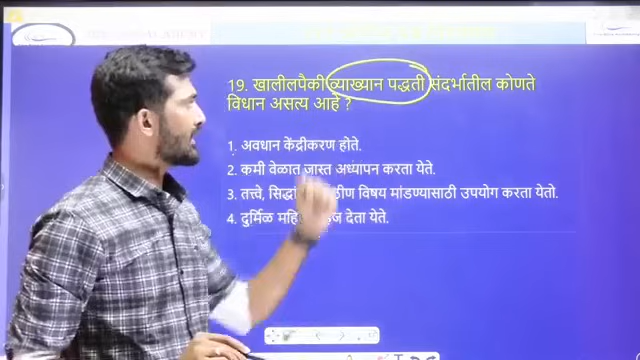 19. खालीलपैकी व्याख्यान पद्धती संदर्भातील कोणते
विधान असत्य आहे ?
1. अवधान केंद्रीकरण होते.
2. कमी वेळात जास्त अध्यापन करता येते.
3. तत्त्वे, विषय मांडण्यासाठी उपयोग करता येतो.
4. दुर्मिळ देता येते.